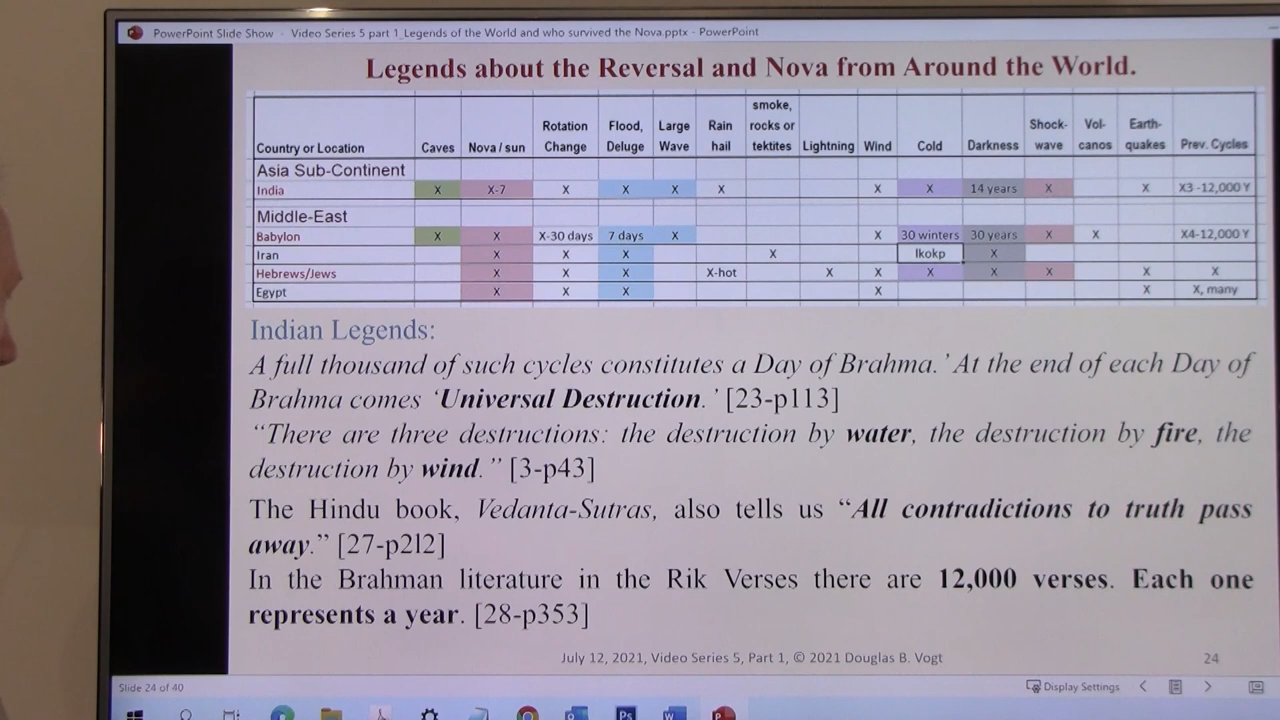 PowerPoint Slide Show - Video Series 5 part 1_Legends of the World and who survived the Nova.pptx - PowerPoint
Legends about the Reversal and Nova from Around the World.
Country or Location Caves Nova / sun Rotation Change Flood, Deluge Large Wave Rain hail smoke, rocks or tektites Lightning Wind Cold Darkness Shock-wave Vol-canos Earth-quakes Prev. Cycles
Asia Sub-Continent
India X X-7 X X X X X X 14 years X X X3 -12,000 Y
Middle-East
Babylon X X X-30 days 7 days X X 30 winters 30 years X X X4-12,000 Y
Iran X X X X Ikokp X
Hebrews/Jews X X X X-hot X X X X X X X
Egypt X X X X X X, many
Indian Legends:
A full thousand of such cycles constitutes a Day of Brahma.’ At the end of each Day of
Brahma comes ‘Universal Destruction.’ [23-p113]
“There are three destructions: the destruction by water, the destruction by fire, the
destruction by wind.” [3-p43]
The Hindu book, Vedanta-Sutras, also tells us “All contradictions to truth pass
away.” [27-p212]
In the Brahman literature in the Rik Verses there are 12,000 verses. Each one
represents a year. [28-p353]
July 12, 2021, Video Series 5, Part 1, © 2021 Douglas B. Vogt 24
Slide 24 of 40 Display Settings